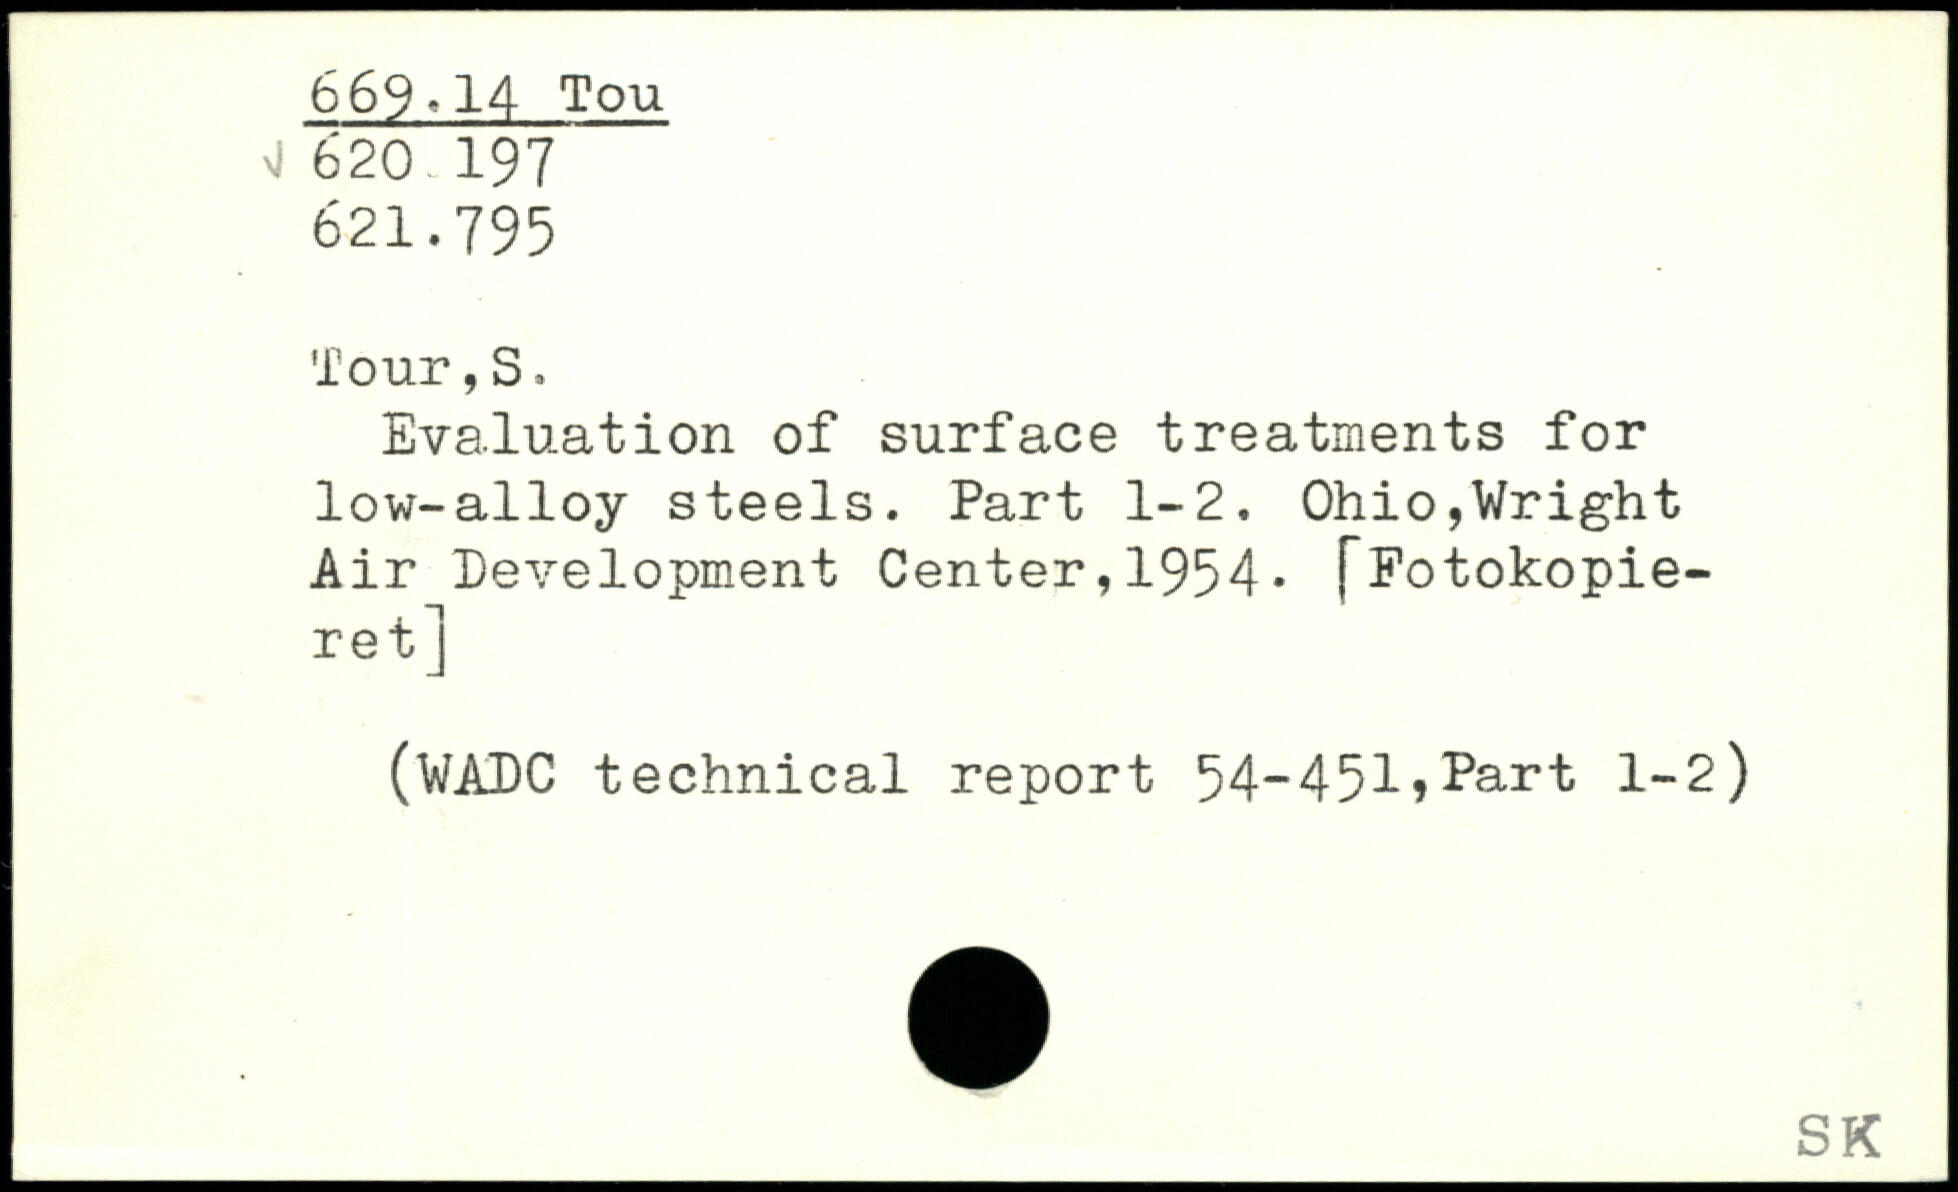 669.14 Tou
✓ 620.197
621.795
Tour,S.
Evaluation of surface treatments for
low-alloy steels. Part 1-2. Ohio,Wright
Air Development Center,1954. [Fotokopie-
ret]
(WADC technical report 54-451,Part 1-2)
SK